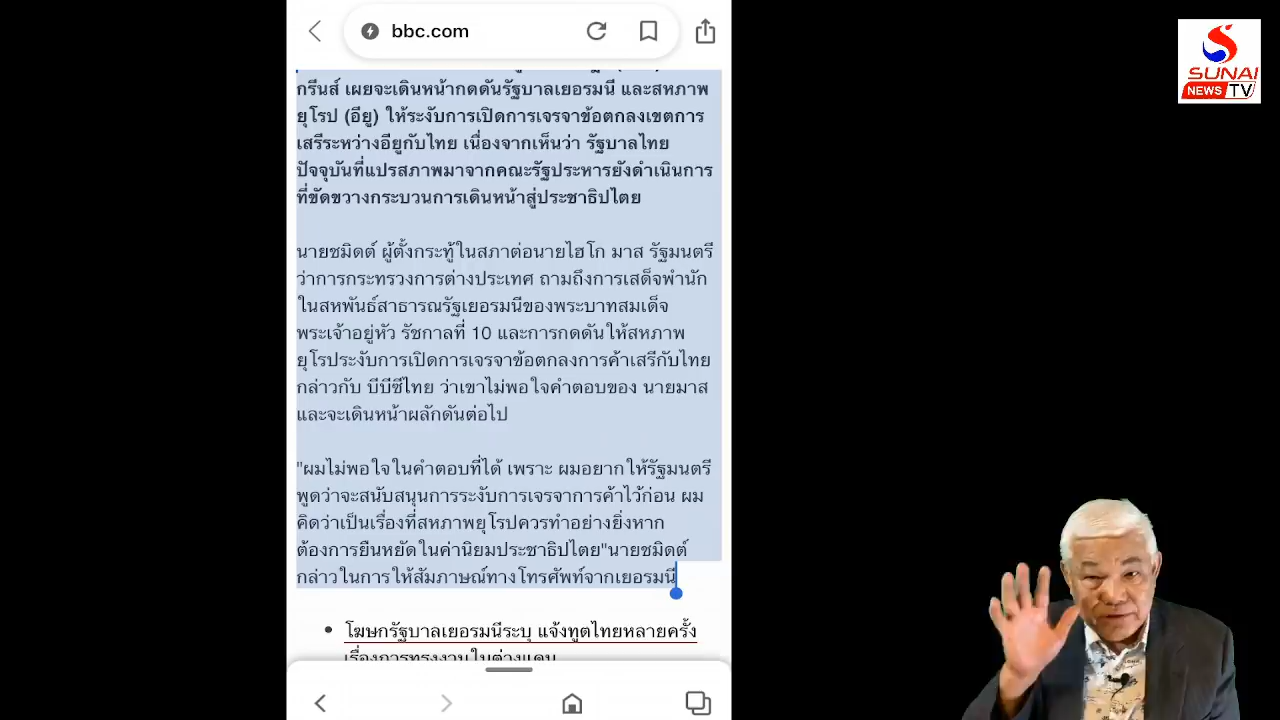 bbc.com
SUNAI
NEWS TV
กรีนส์ เผยจะเดินหน้ากดดันรัฐบาลเยอรมนี และสหภาพ
ยุโรป (อียู) ให้ระงับการเปิดการเจรจาข้อตกลงเขตการ
เสรีระหว่างอียูกับไทย เนื่องจากเห็นว่า รัฐบาลไทย
ปัจจุบันที่แปรสภาพมาจากคณะรัฐประหารยังดำเนินการ
ที่ขัดขวางกระบวนการเดินหน้าสู่ประชาธิปไตย
นายชมิดต์ ผู้ตั้งกระทู้ในสภาต่อนายไฮโก มาส รัฐมนตรี
ว่าการกระทรวงการต่างประเทศ ถามถึงการเสด็จพำนัก
ในสหพันธ์สาธารณรัฐเยอรมนีของพระบาทสมเด็จ
พระเจ้าอยู่หัว รัชกาลที่ 10 และการกดดันให้สหภาพ
ยุโรประงับการเปิดการเจรจาข้อตกลงการค้าเสรีกับไทย
กล่าวกับ บีบีซีไทย ว่าเขาไม่พอใจคำตอบของ นายมาส
และจะเดินหน้าผลักดันต่อไป
"ผมไม่พอใจในคำตอบที่ได้ เพราะ ผมอยากให้รัฐมนตรี
พูดว่าจะสนับสนุนการระงับการเจรจาการค้าไว้ก่อน ผม
คิดว่าเป็นเรื่องที่สหภาพยุโรปควรทำอย่างยิ่งหาก
ต้องการยืนหยัดในค่านิยมประชาธิปไตย"นายชมิดต์
กล่าวในการให้สัมภาษณ์ทางโทรศัพท์จากเยอรมนี
โฆษกรัฐบาลเยอรมนีระบุ แจ้งทูตไทยหลายครั้ง
เรื่องการทรงงานในต่างแดน